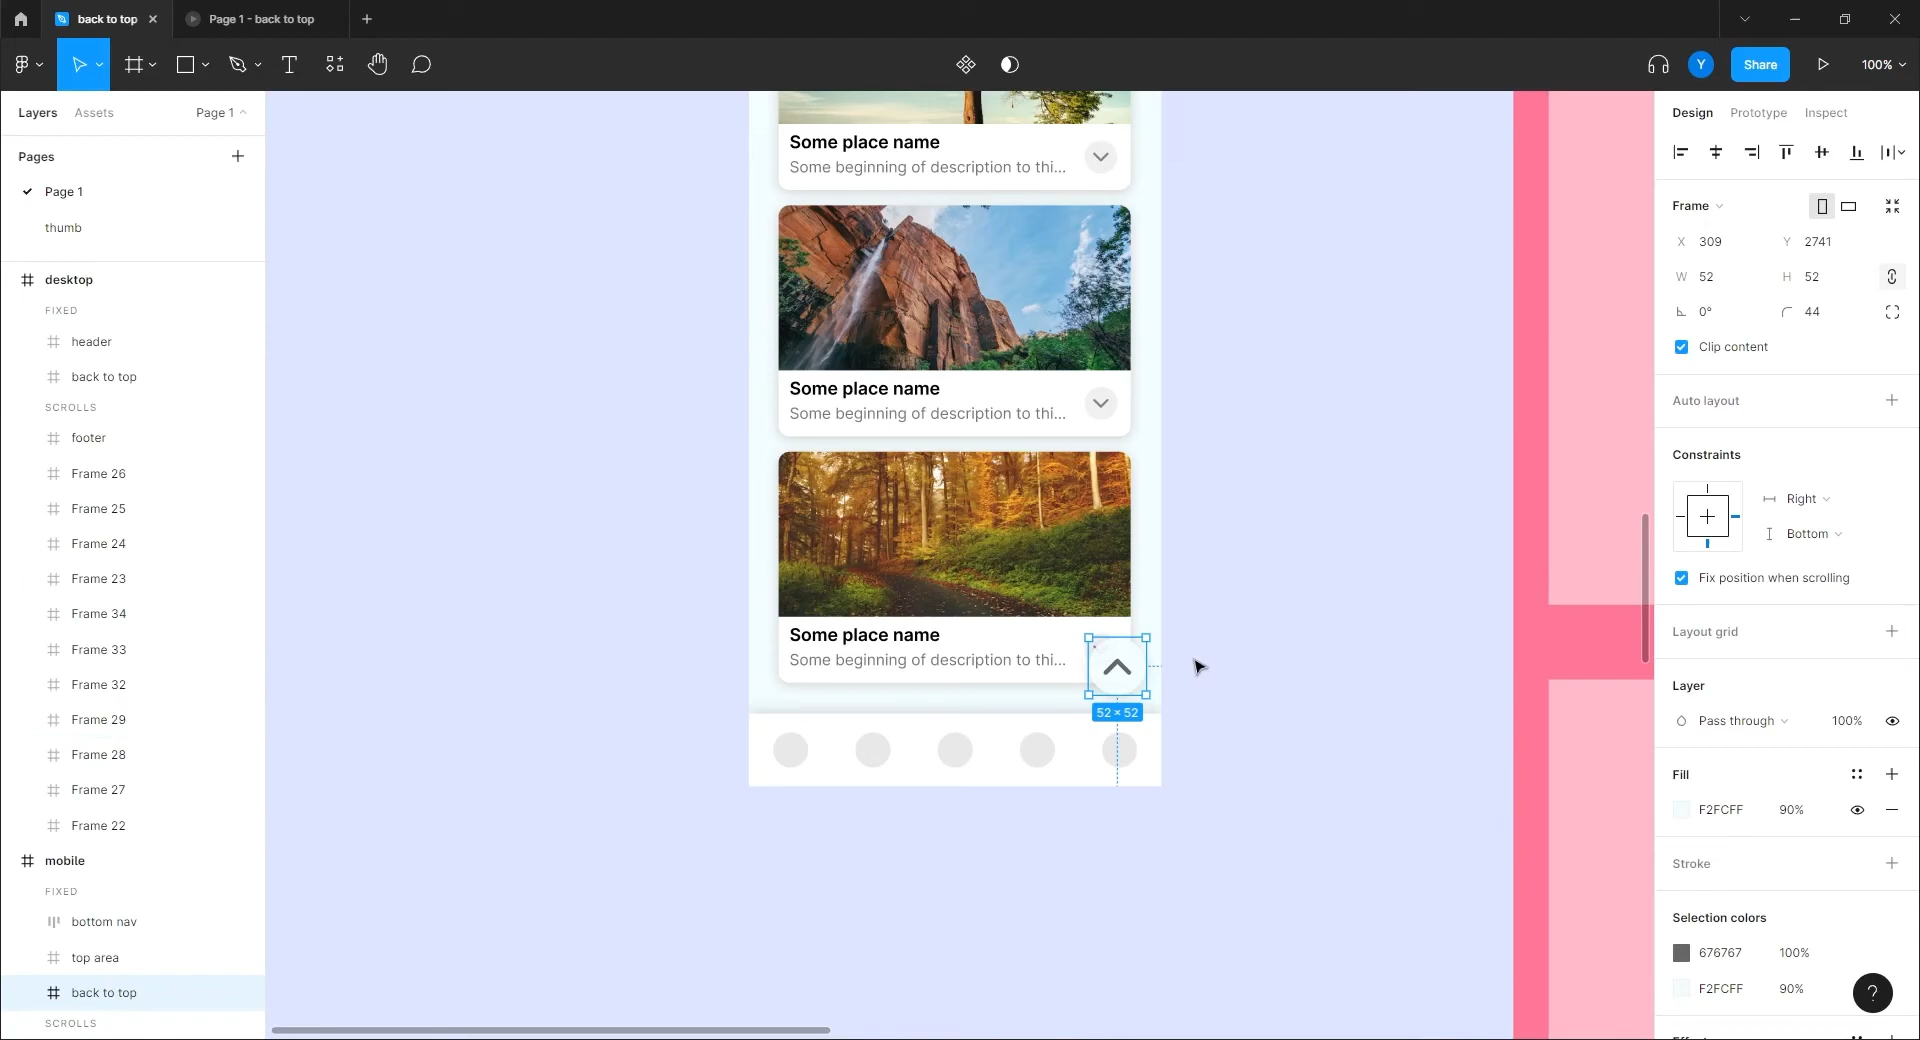 back to top
Page 1 - back to top
Y
Share
100%
Layers
Assets
Page 1
Pages
Page 1
thumb
desktop
FIXED
header
back to top
SCROLLS
footer
Frame 26
Frame 25
Frame 24
Frame 23
Frame 34
Frame 33
Frame 32
Frame 29
Frame 28
Frame 27
Frame 22
mobile
FIXED
bottom nav
top area
back to top
SCROLLS
Some place name
Some beginning of description to thi...
Some place name
Some beginning of description to thi...
Some place name
Some beginning of description to thi...
52 × 52
Design
Prototype
Inspect
Frame
X 309 Y 2741
W 52 H 52
0° 44
Clip content
Auto layout
Constraints
Right
Bottom
Fix position when scrolling
Layout grid
Layer
Pass through 100%
Fill
F2FCFF 90%
Stroke
Selection colors
676767 100%
F2FCFF 90%
?